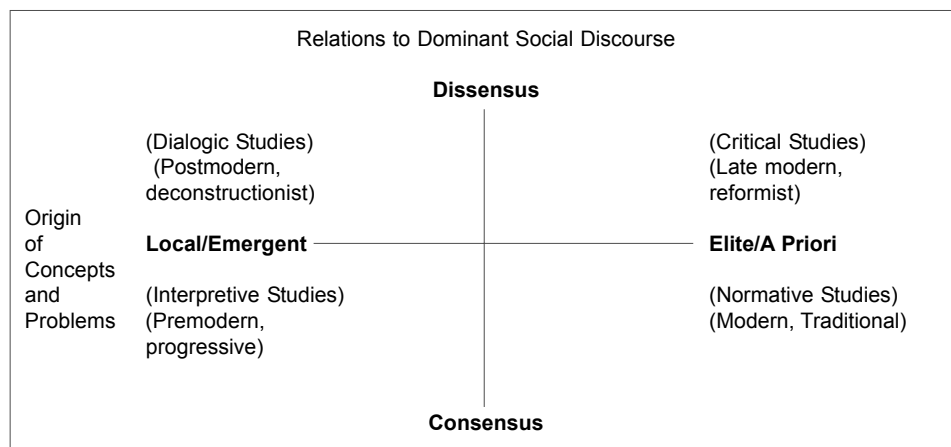 Relations to Dominant Social Discourse
Dissensus
(Dialogic Studies)
(Postmodern,
deconstructionist)
(Critical Studies)
(Late modern,
reformist)
Origin
of
Concepts
and
Problems
Local/Emergent
Elite/A Priori
(Interpretive Studies)
(Premodern,
progressive)
(Normative Studies)
(Modern, Traditional)
Consensus